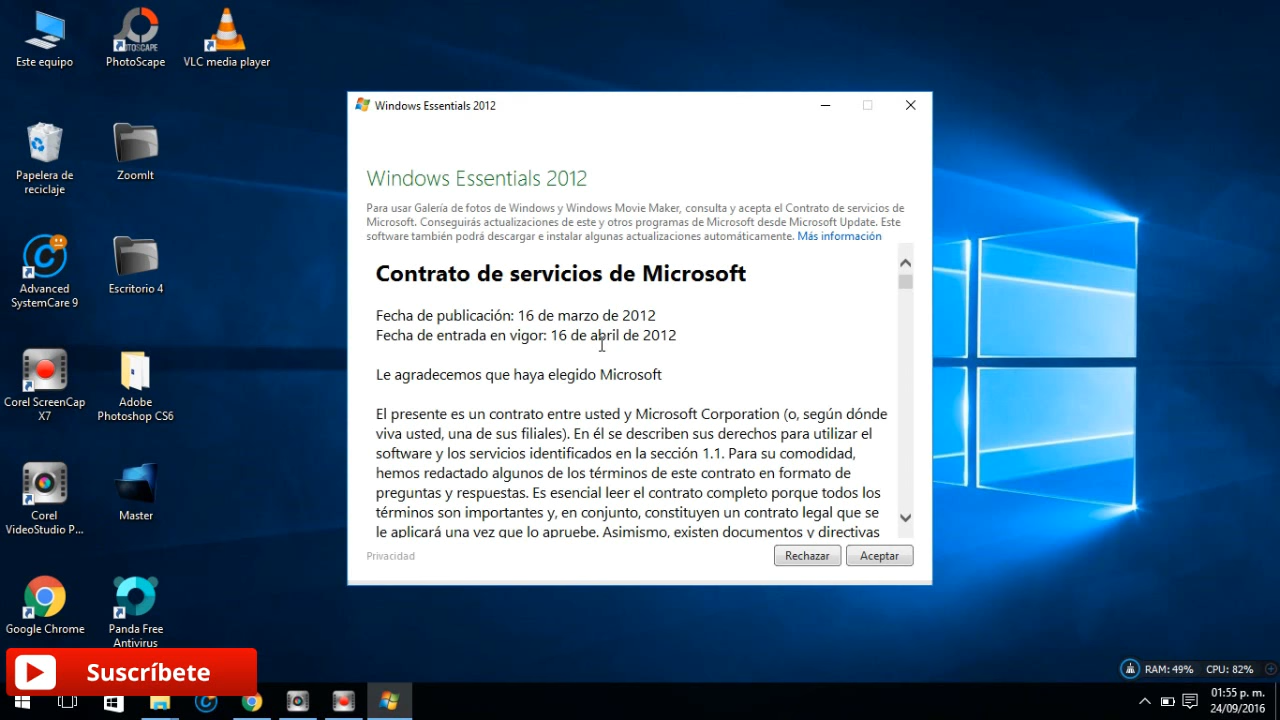 Este equipo
PhotoScape
VLC media player
Papelera de
reciclaje
ZoomIt
Advanced
SystemCare 9
Escritorio 4
Corel ScreenCap
X7
Adobe
Photoshop CS6
Corel
VideoStudio P...
Master
Google Chrome
Panda Free
Antivirus
Windows Essentials 2012
Windows Essentials 2012
Para usar Galería de fotos de Windows y Windows Movie Maker, consulta y acepta el Contrato de servicios de
Microsoft. Conseguirás actualizaciones de este y otros programas de Microsoft desde Microsoft Update. Este
software también podrá descargar e instalar algunas actualizaciones automáticamente. Más información
Contrato de servicios de Microsoft
Fecha de publicación: 16 de marzo de 2012
Fecha de entrada en vigor: 16 de abril de 2012
Le agradecemos que haya elegido Microsoft
El presente es un contrato entre usted y Microsoft Corporation (o, según dónde
viva usted, una de sus filiales). En él se describen sus derechos para utilizar el
software y los servicios identificados en la sección 1.1. Para su comodidad,
hemos redactado algunos de los términos de este contrato en formato de
preguntas y respuestas. Es esencial leer el contrato completo porque todos los
términos son importantes y, en conjunto, constituyen un contrato legal que se
le aplicará una vez que lo apruebe. Asimismo, existen documentos y directivas
Privacidad
Rechazar
Aceptar
Suscríbete
RAM: 49% CPU: 82%
01:55 p. m.
24/09/2016